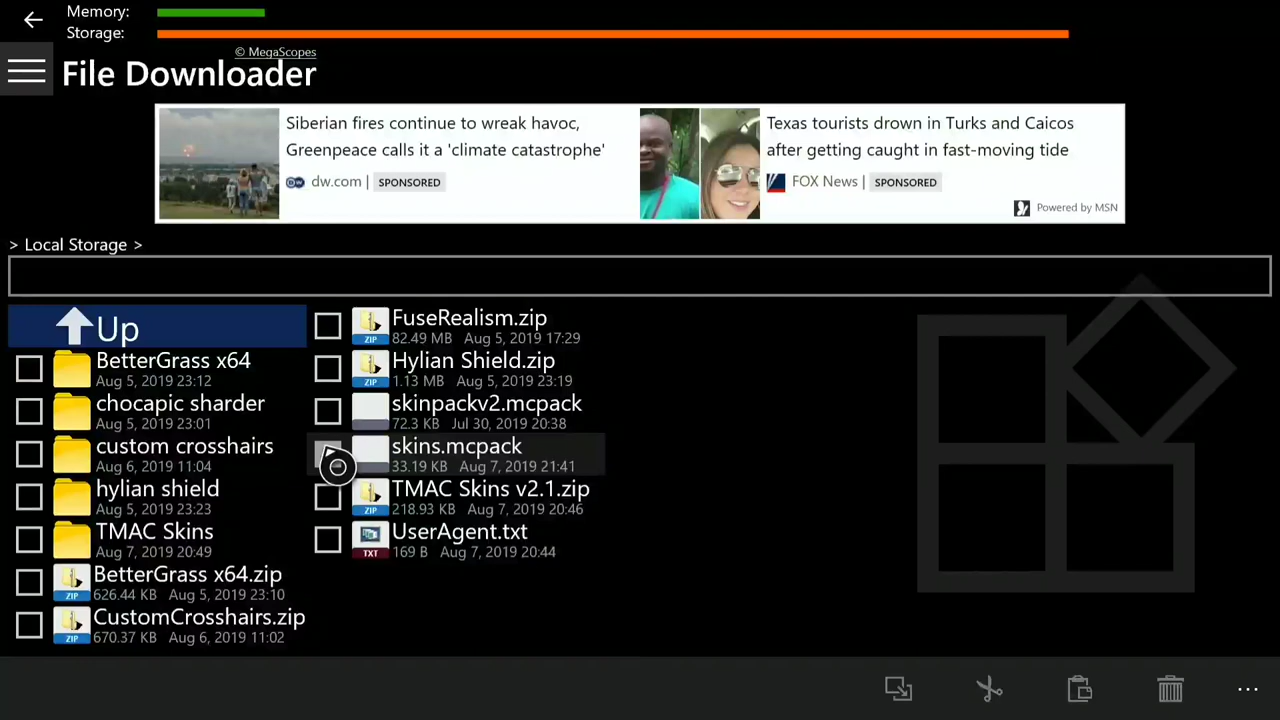 Memory:
Storage:
© MegaScopes
File Downloader
Siberian fires continue to wreak havoc,
Greenpeace calls it a 'climate catastrophe'
dw.com | SPONSORED
Texas tourists drown in Turks and Caicos
after getting caught in fast-moving tide
FOX News | SPONSORED
Powered by MSN
> Local Storage >
Up
BetterGrass x64
Aug 5, 2019 23:12
chocapic sharder
Aug 5, 2019 23:01
custom crosshairs
Aug 6, 2019 11:04
hylian shield
Aug 5, 2019 23:23
TMAC Skins
Aug 7, 2019 20:49
BetterGrass x64.zip
ZIP 626.44 KB Aug 5, 2019 23:10
CustomCrosshairs.zip
ZIP 670.37 KB Aug 6, 2019 11:02
FuseRealism.zip
ZIP 82.49 MB Aug 5, 2019 17:29
Hylian Shield.zip
ZIP 1.13 MB Aug 5, 2019 23:19
skinpackv2.mcpack
72.3 KB Jul 30, 2019 20:38
skins.mcpack
33.19 KB Aug 7, 2019 21:41
TMAC Skins v2.1.zip
ZIP 218.93 KB Aug 7, 2019 20:46
UserAgent.txt
TXT 169 B Aug 7, 2019 20:44